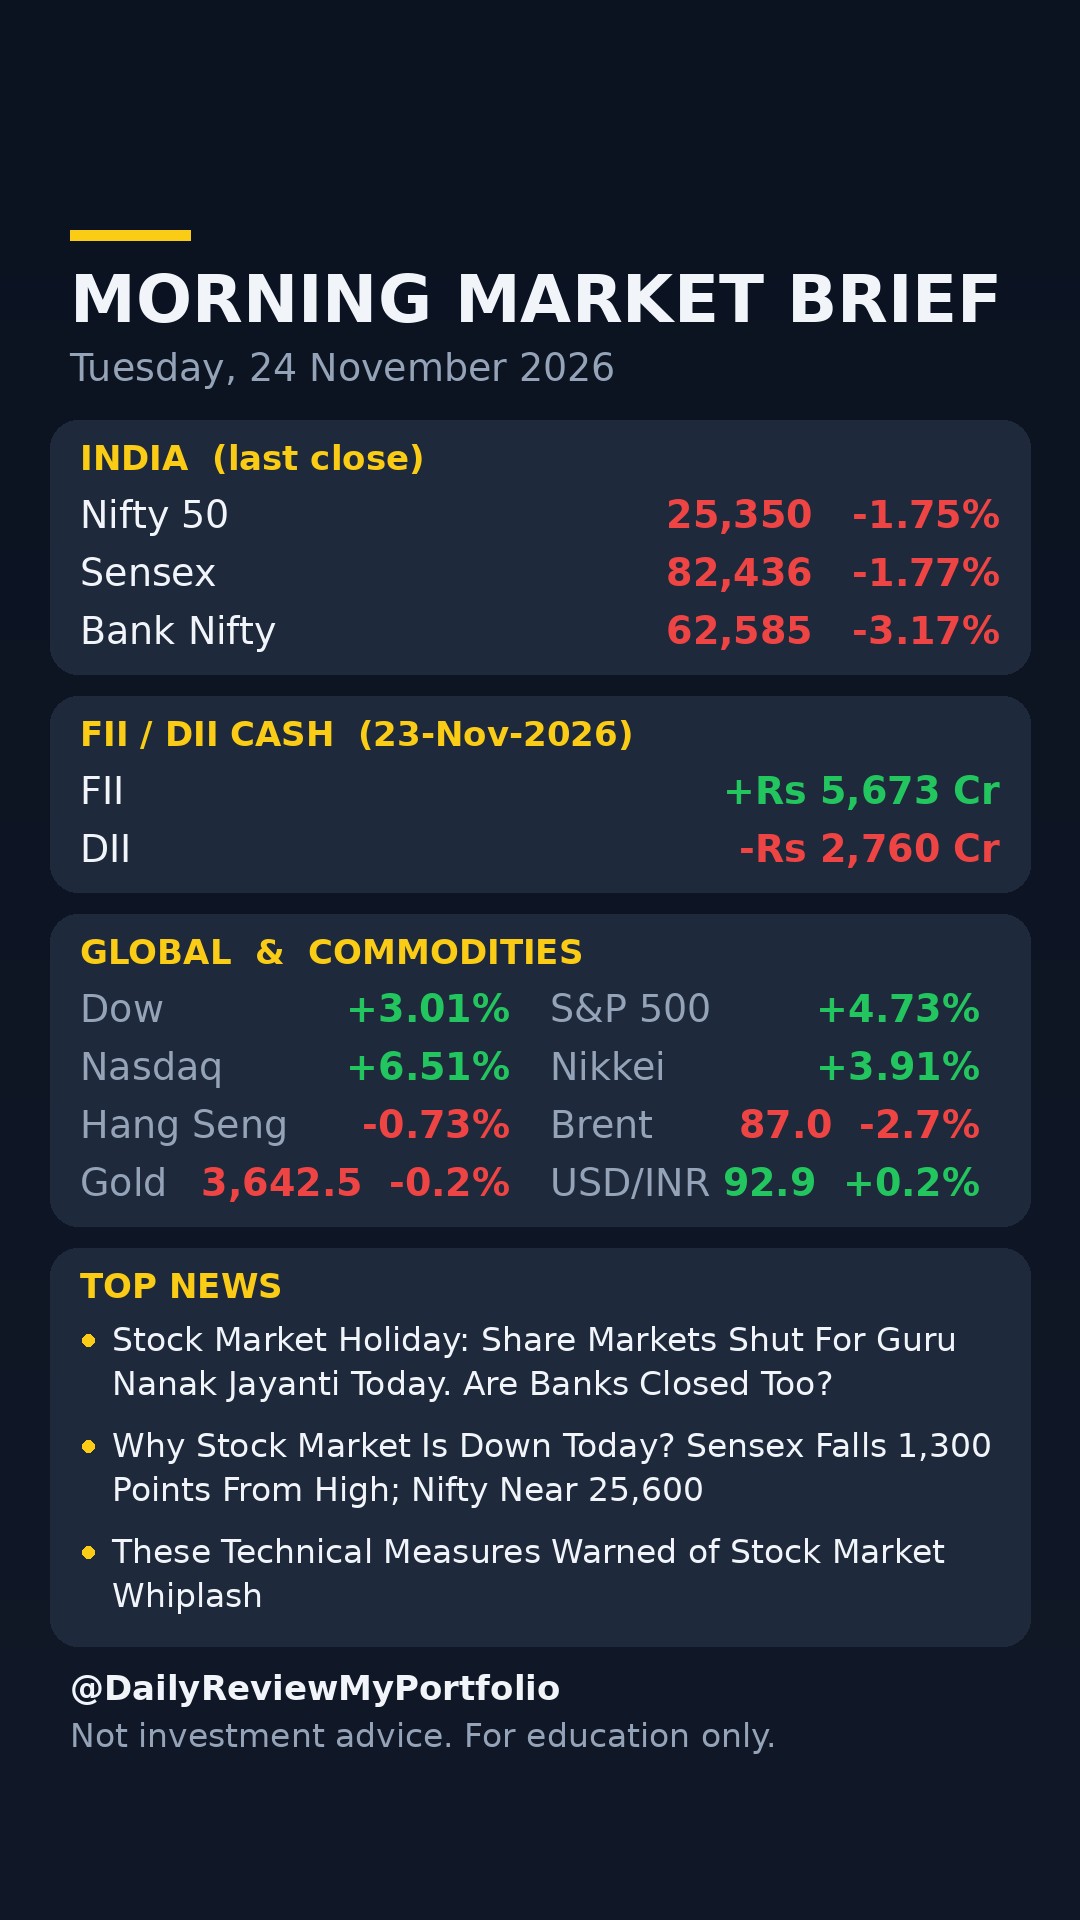 MORNING MARKET BRIEF
Tuesday, 24 November 2026
INDIA (last close)
Nifty 50 25,350 -1.75%
Sensex 82,436 -1.77%
Bank Nifty 62,585 -3.17%
FII / DII CASH (23-Nov-2026)
FII +Rs 5,673 Cr
DII -Rs 2,760 Cr
GLOBAL & COMMODITIES
Dow +3.01% S&P 500 +4.73%
Nasdaq +6.51% Nikkei +3.91%
Hang Seng -0.73% Brent 87.0 -2.7%
Gold 3,642.5 -0.2% USD/INR 92.9 +0.2%
TOP NEWS
• Stock Market Holiday: Share Markets Shut For Guru
Nanak Jayanti Today. Are Banks Closed Too?
• Why Stock Market Is Down Today? Sensex Falls 1,300
Points From High; Nifty Near 25,600
• These Technical Measures Warned of Stock Market
Whiplash
@DailyReviewMyPortfolio
Not investment advice. For education only.